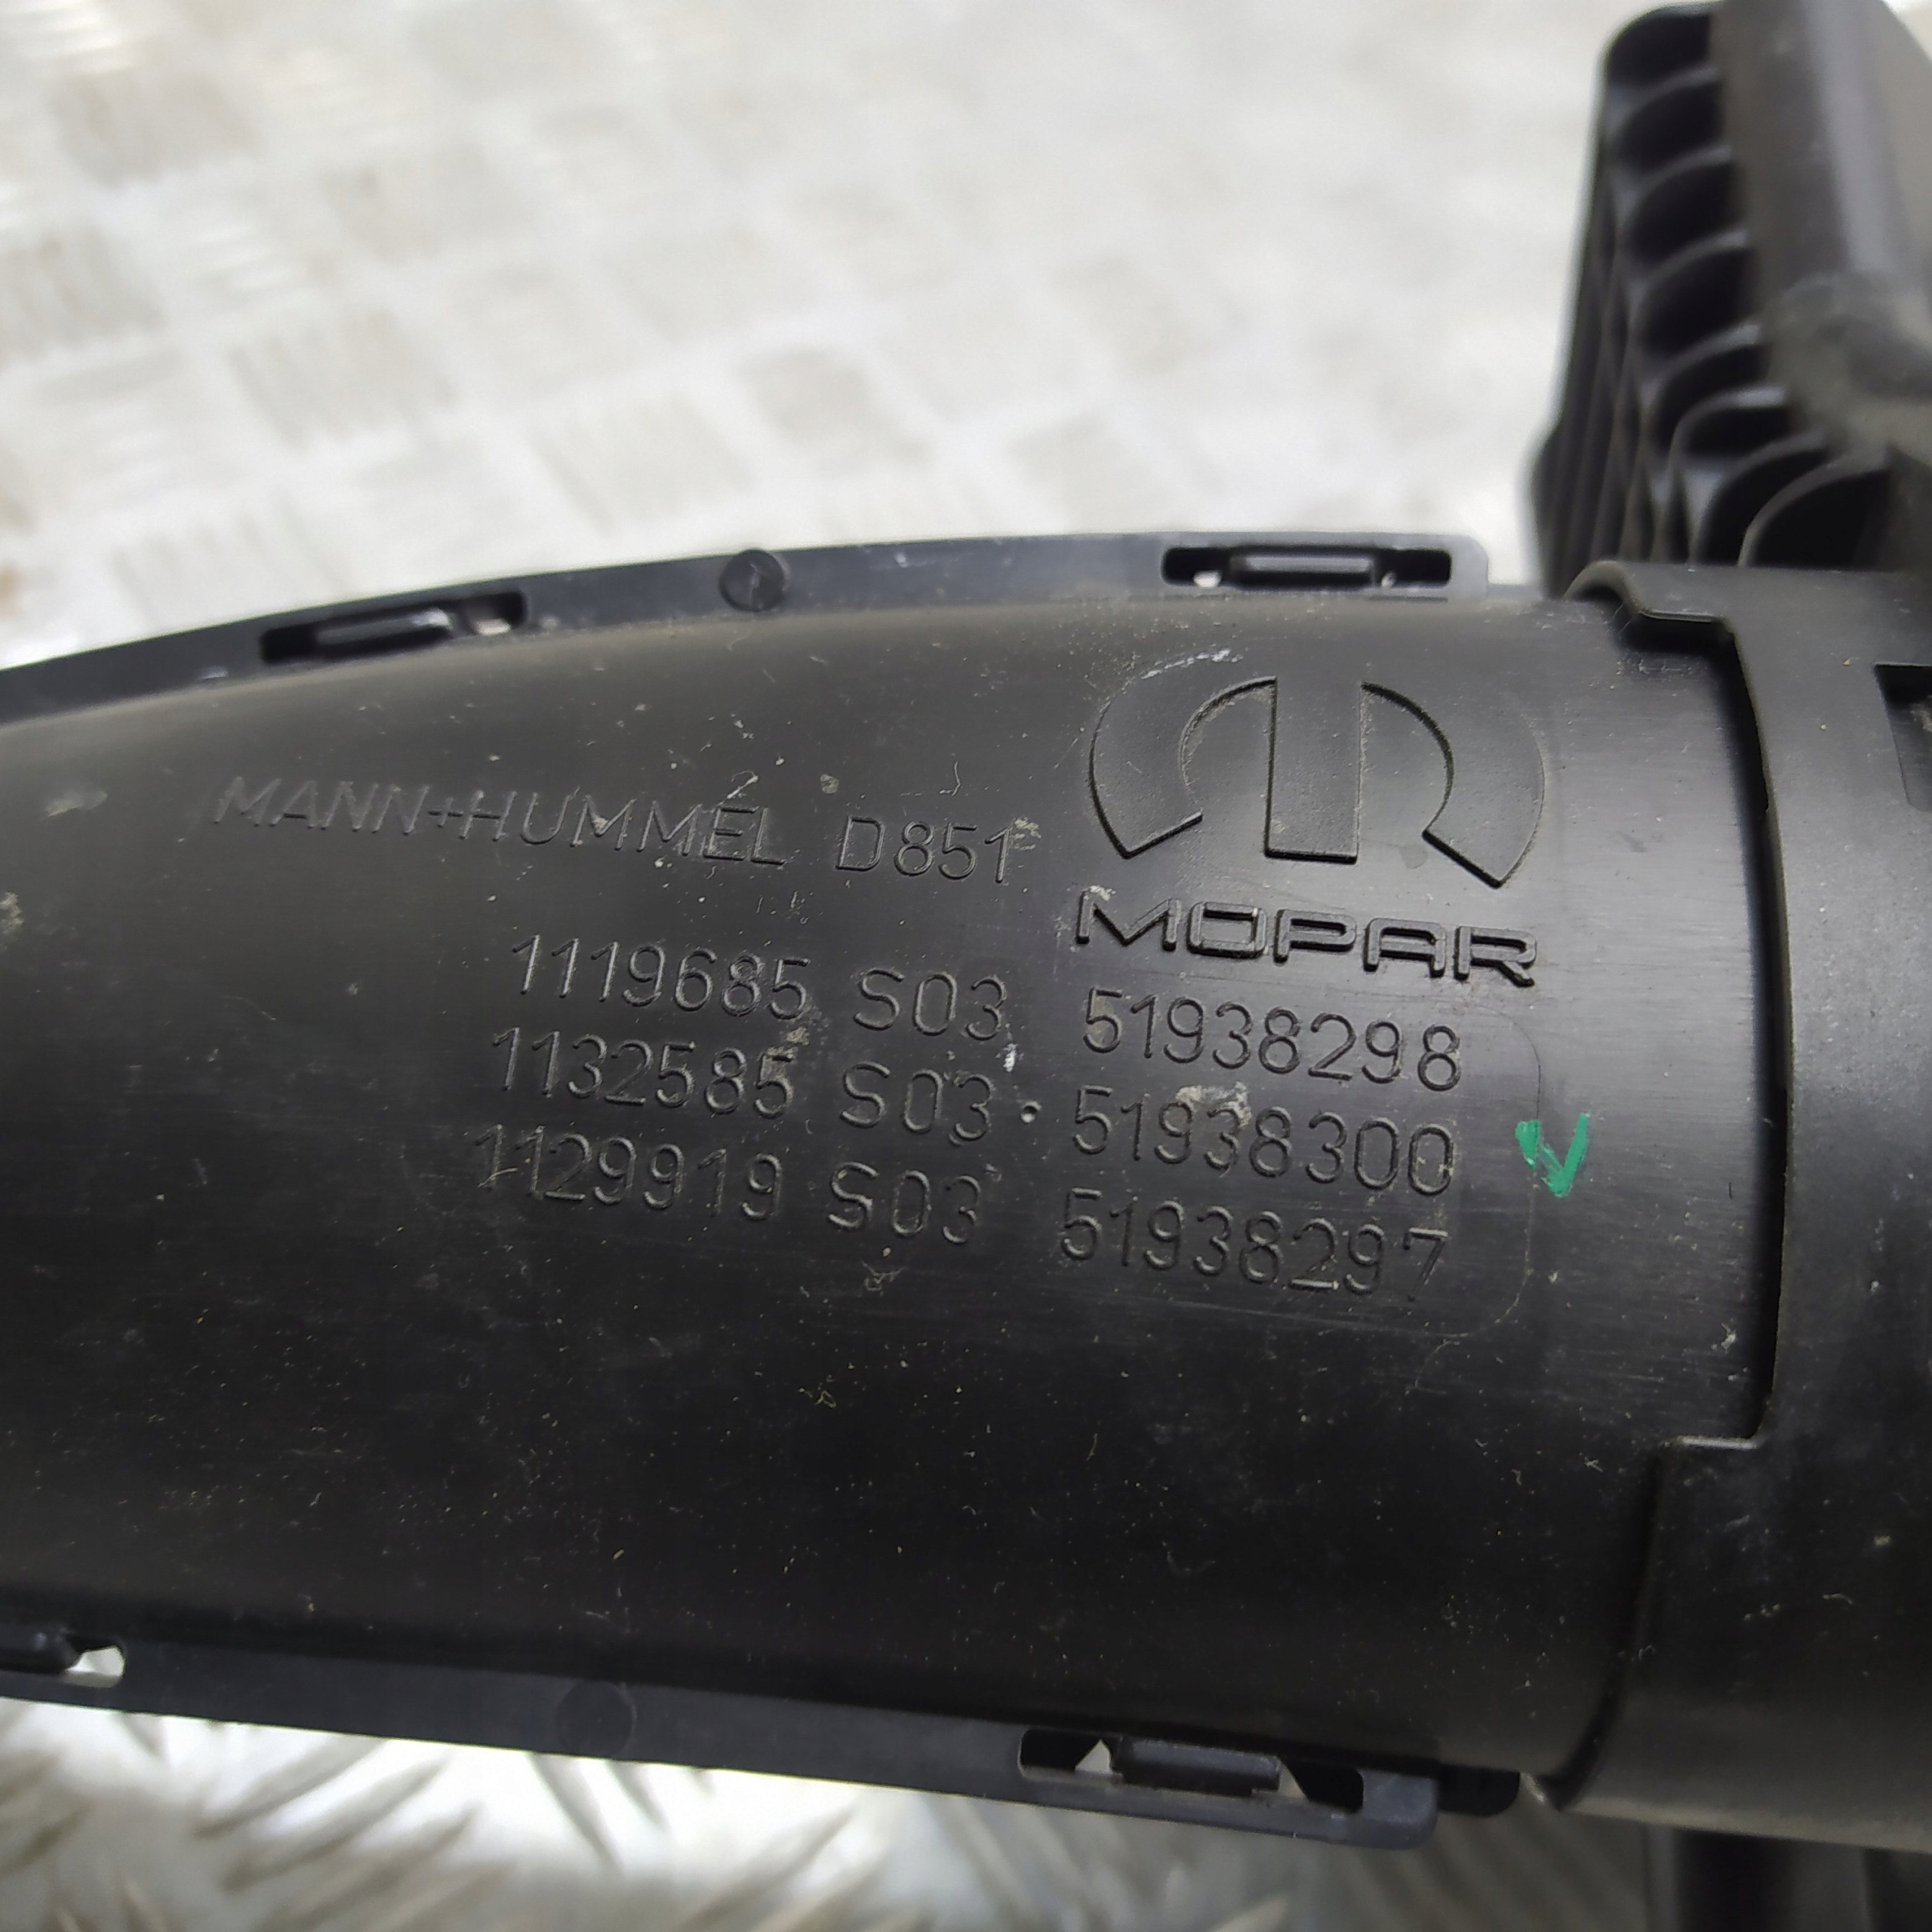 MANN+HUMMEL D851
MOPAR
1119685 S03 51938298
1132585 S03 • 51938300
1129919 S03 51938297